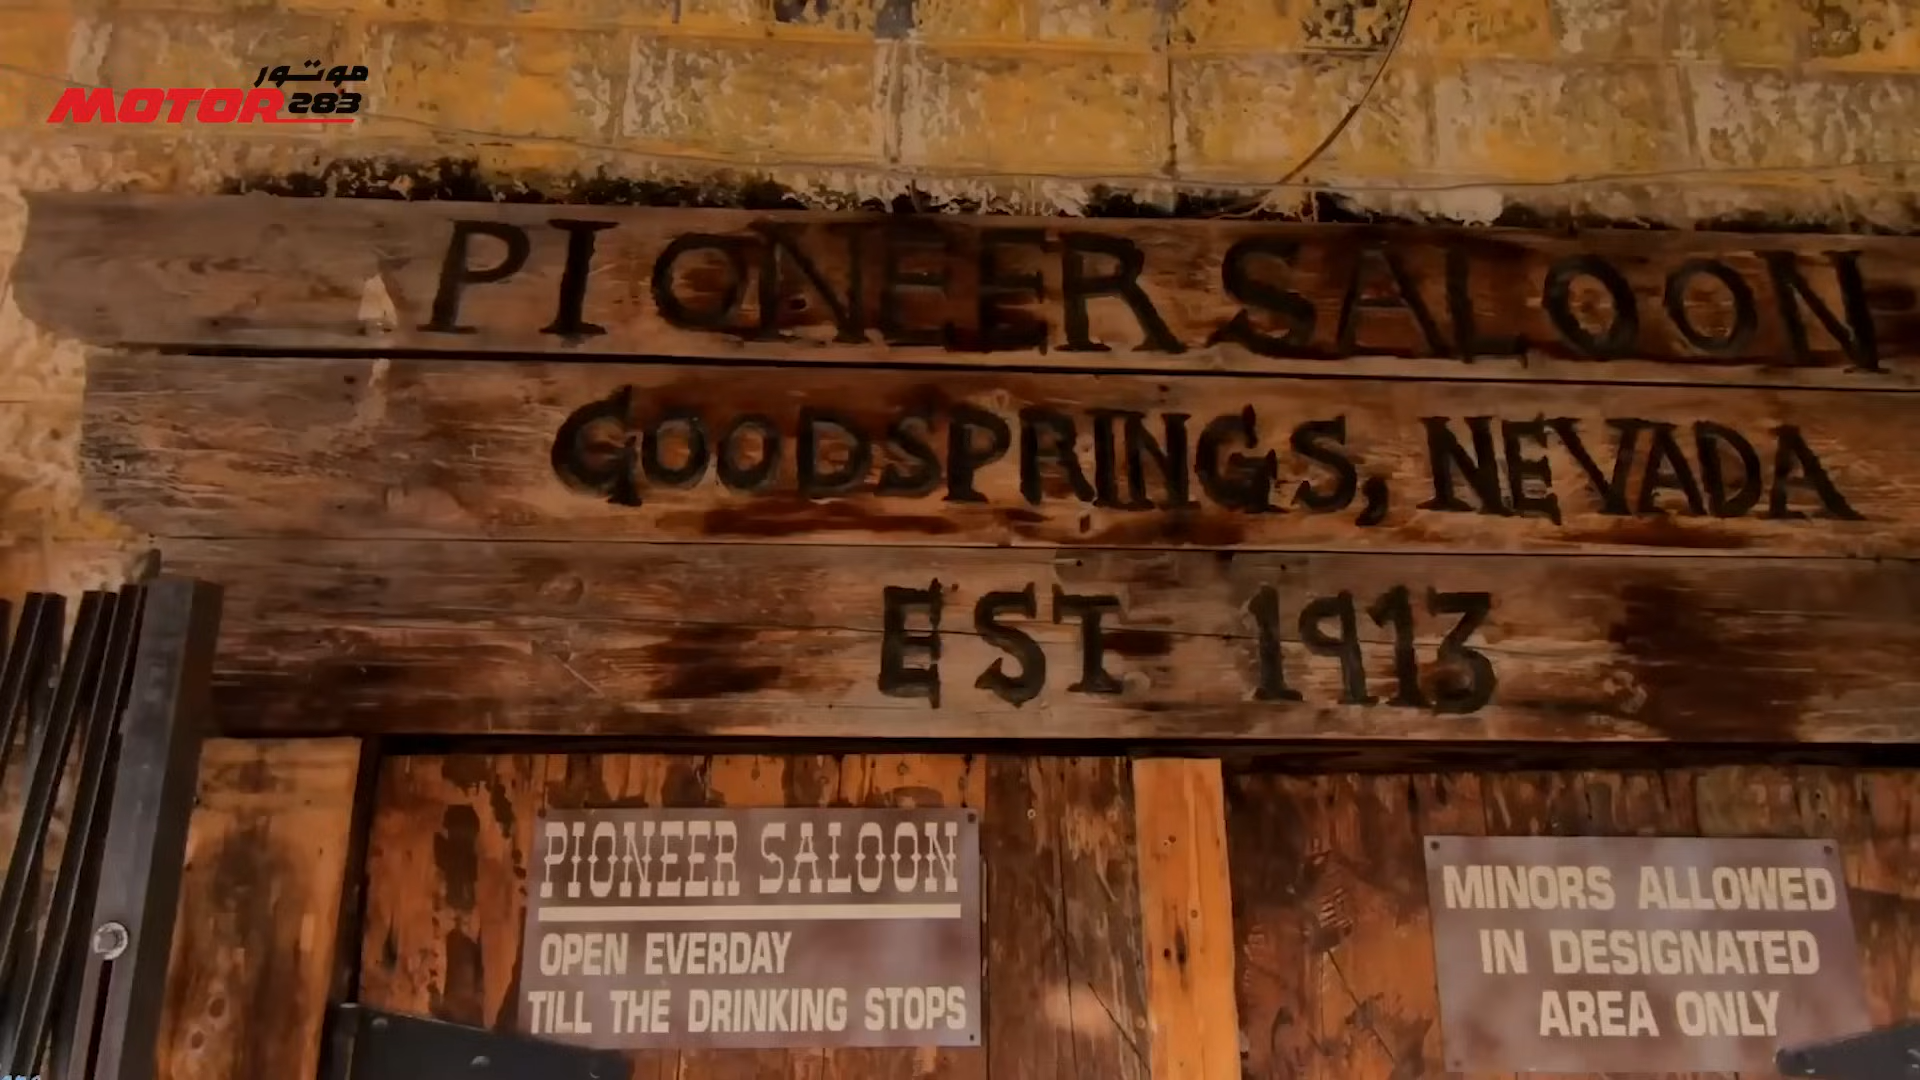 موتور
MOTOR283
PIONEER SALOON
GOODSPRINGS, NEVADA
EST 1913
PIONEER SALOON
OPEN EVERDAY
TILL THE DRINKING STOPS
MINORS ALLOWED
IN DESIGNATED
AREA ONLY